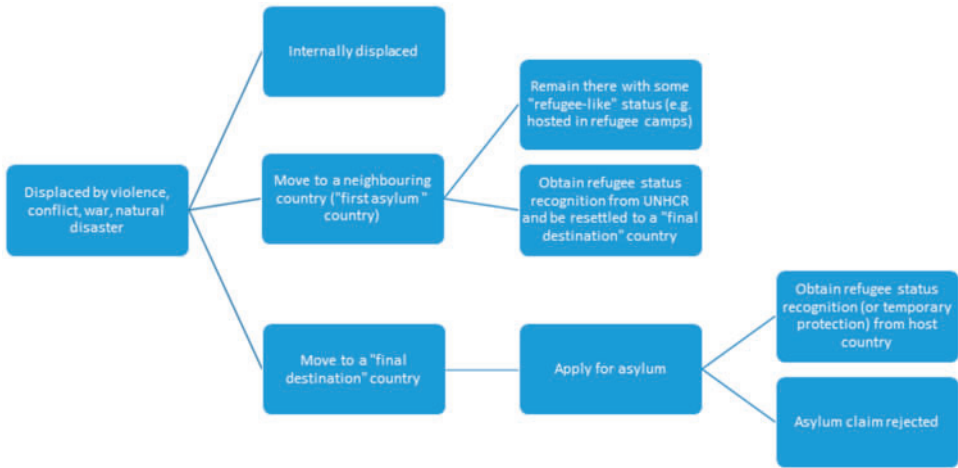 Internally displaced
Remain there with some
"refugee-like" status (e.g.
hosted in refugee camps)
Displaced by violence,
conflict, war, natural
disaster
Move to a neighbouring
country ("first asylum "
country)
Obtain refugee status
recognition from UNHCR
and be resettled to a "final
destination" country
Move to a "final
destination" country
Apply for asylum
Obtain refugee status
recognition (or temporary
protection) from host
country
Asylum claim rejected